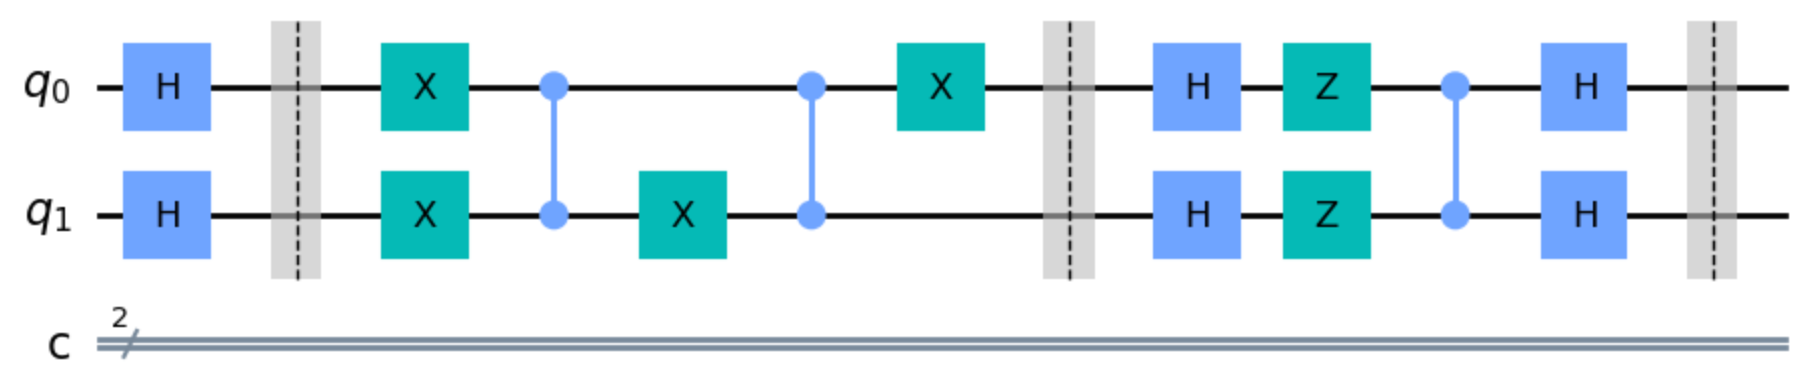 q0 H X X H Z H
q1 H X X H Z H
2
c